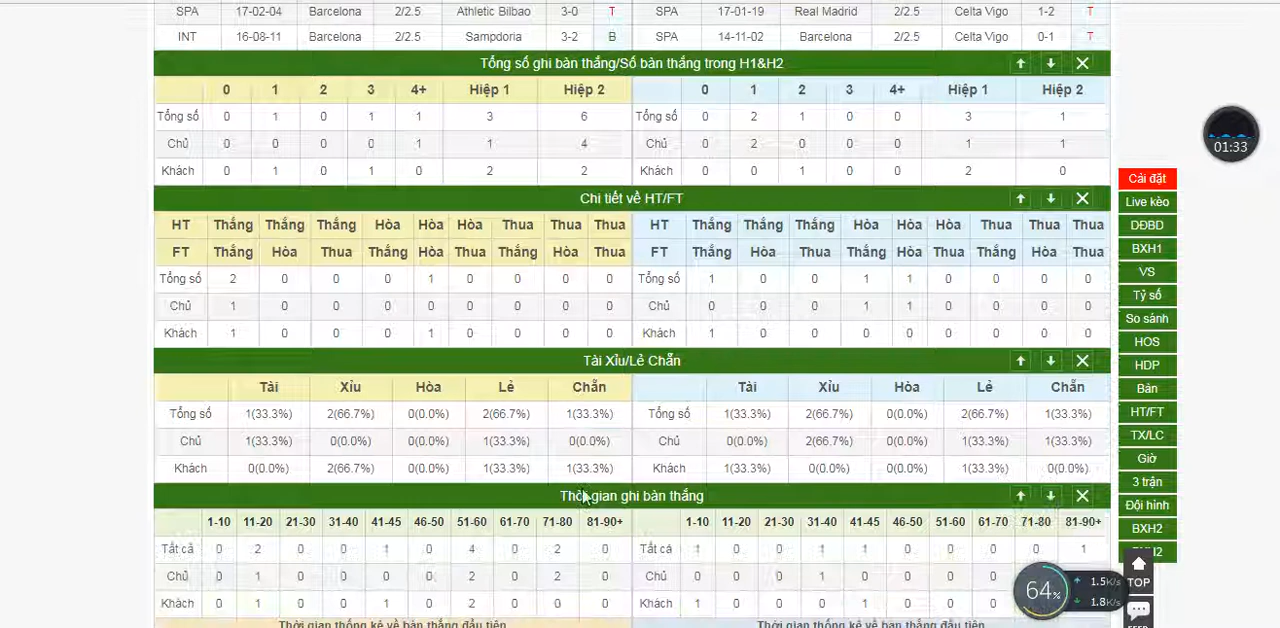 SPA 17-02-04 Barcelona 2/2.5 Athletic Bilbao 3-0 T SPA 17-01-19 Real Madrid 2/2.5 Celta Vigo 1-2 T
INT 16-08-11 Barcelona 2/2.5 Sampdoria 3-2 B SPA 14-11-02 Barcelona 2/2.5 Celta Vigo 0-1 T
Tổng số ghi bàn thắng/Số bàn thắng trong H1&H2
0 1 2 3 4+ Hiệp 1 Hiệp 2 0 1 2 3 4+ Hiệp 1 Hiệp 2
Tổng số 0 1 0 1 1 3 6 Tổng số 0 2 1 0 0 3 1
Chủ 0 0 0 0 1 1 4 Chủ 0 2 0 0 0 1 1
Khách 0 1 0 1 0 2 2 Khách 0 0 1 0 0 2 0
01:33
Cài đặt
Live kèo
DĐBD
BXH1
VS
Tỷ số
So sánh
HOS
HDP
Bàn
HT/FT
TX/LC
Giờ
3 trận
Đội hình
BXH2
Chi tiết về HT/FT
HT Thắng Thắng Thắng Hòa Hòa Hòa Thua Thua Thua HT Thắng Thắng Thắng Hòa Hòa Hòa Thua Thua Thua
FT Thắng Hòa Thua Thắng Hòa Thua Thắng Hòa Thua FT Thắng Hòa Thua Thắng Hòa Thua Thắng Hòa Thua
Tổng số 2 0 0 0 1 0 0 0 0 Tổng số 1 0 0 1 1 0 0 0 0
Chủ 1 0 0 0 0 0 0 0 0 Chủ 0 0 0 1 1 0 0 0 0
Khách 1 0 0 0 1 0 0 0 0 Khách 1 0 0 0 0 0 0 0 0
Tài Xỉu/Lẻ Chẵn
Tài Xỉu Hòa Lẻ Chẵn Tài Xỉu Hòa Lẻ Chẵn
Tổng số 1(33.3%) 2(66.7%) 0(0.0%) 2(66.7%) 1(33.3%) Tổng số 1(33.3%) 2(66.7%) 0(0.0%) 2(66.7%) 1(33.3%)
Chủ 1(33.3%) 0(0.0%) 0(0.0%) 1(33.3%) 0(0.0%) Chủ 0(0.0%) 2(66.7%) 0(0.0%) 1(33.3%) 1(33.3%)
Khách 0(0.0%) 2(66.7%) 0(0.0%) 1(33.3%) 1(33.3%) Khách 1(33.3%) 0(0.0%) 0(0.0%) 1(33.3%) 0(0.0%)
Thời gian ghi bàn thắng
1-10 11-20 21-30 31-40 41-45 46-50 51-60 61-70 71-80 81-90+ 1-10 11-20 21-30 31-40 41-45 46-50 51-60 61-70 71-80 81-90+
Tất cả 0 2 0 0 1 0 4 0 2 0 Tất cả 1 0 0 1 1 0 0 0 0 1
Chủ 0 1 0 0 0 0 2 0 2 0 Chủ 0 0 0 1 0 0 0 0
Khách 0 1 0 0 1 0 2 0 0 0 Khách 1 0 0 0 1 0 0 0
Thời gian thống kê về bàn thắng đầu tiên Thời gian thống kê về bàn thắng đầu tiên
64%
1.5K/s
1.8K/s
TOP